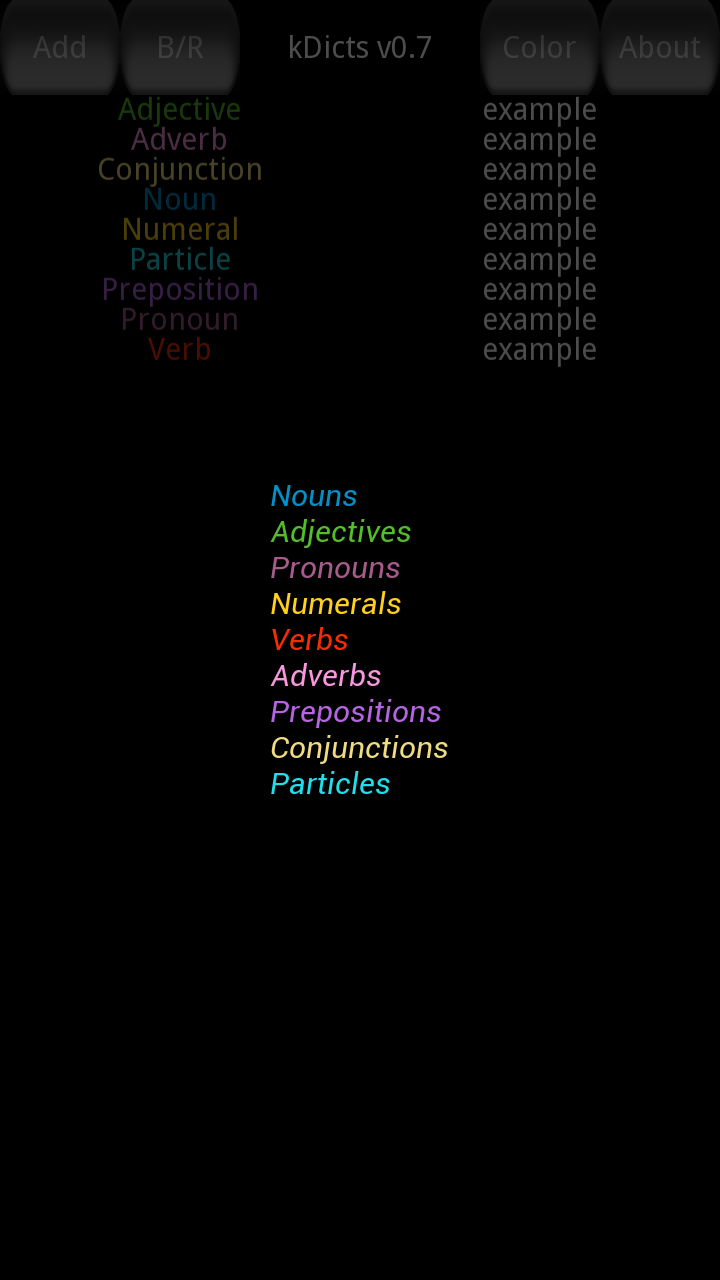 Add B/R kDicts v0.7 Color About
Adjective example
Adverb example
Conjunction example
Noun example
Numeral example
Particle example
Preposition example
Pronoun example
Verb example
Nouns
Adjectives
Pronouns
Numerals
Verbs
Adverbs
Prepositions
Conjunctions
Particles